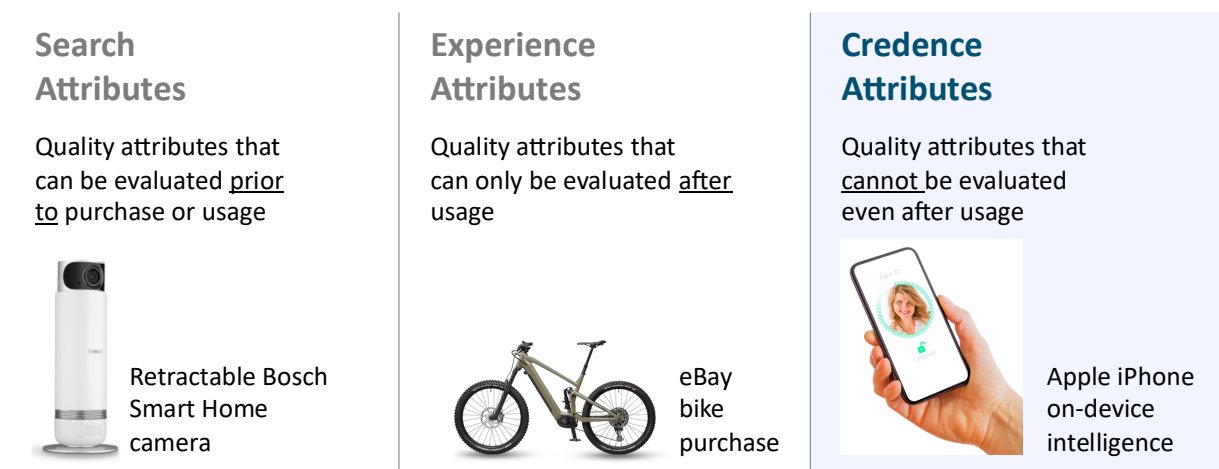 Search
Attributes
Quality attributes that
can be evaluated prior
to purchase or usage
Retractable Bosch
Smart Home
camera
Experience
Attributes
Quality attributes that
can only be evaluated after
usage
eBay
bike
purchase
Credence
Attributes
Quality attributes that
cannot be evaluated
even after usage
Face ID
Apple iPhone
on-device
intelligence